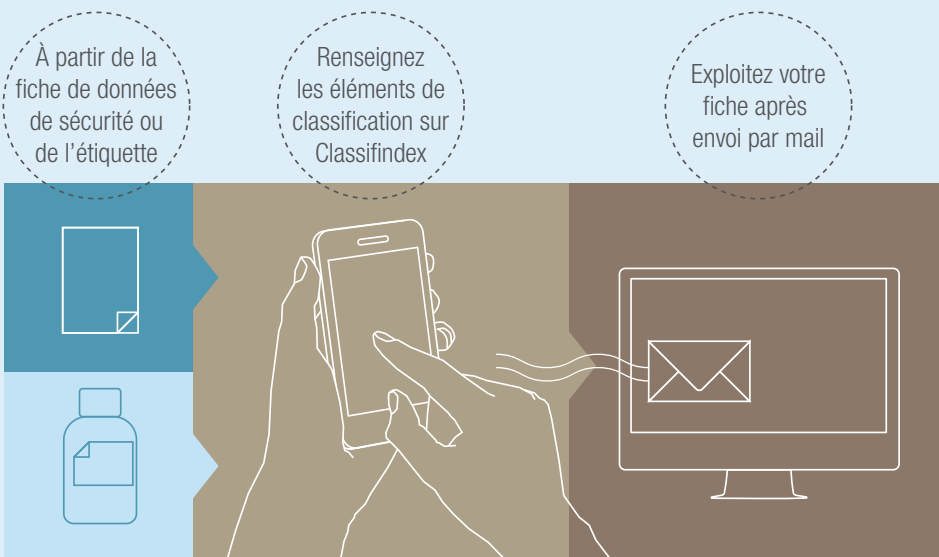 À partir de la
fiche de données
de sécurité ou
de l'étiquette
Renseignez
les éléments de
classification sur
Classifindex
Exploitez votre
fiche après
envoi par mail